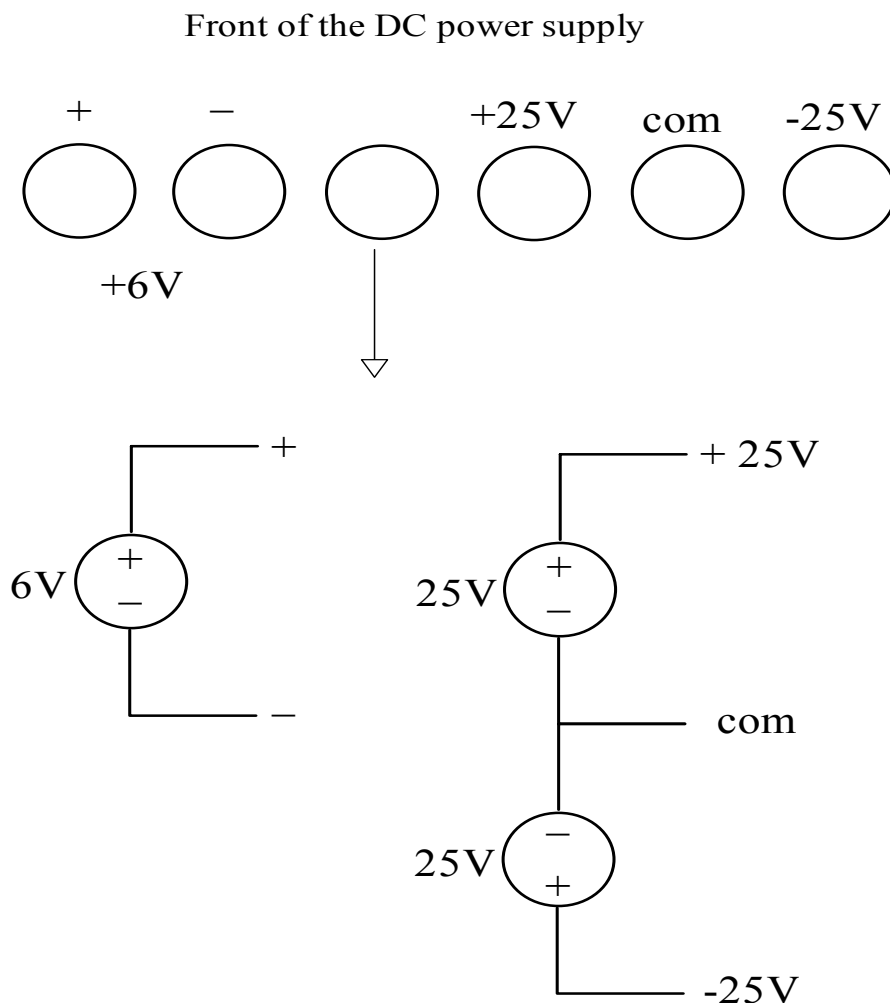 Front of the DC power supply
+ − +25V com -25V
+6V
+ + 25V
6V + − 25V + −
− com
25V − +
-25V